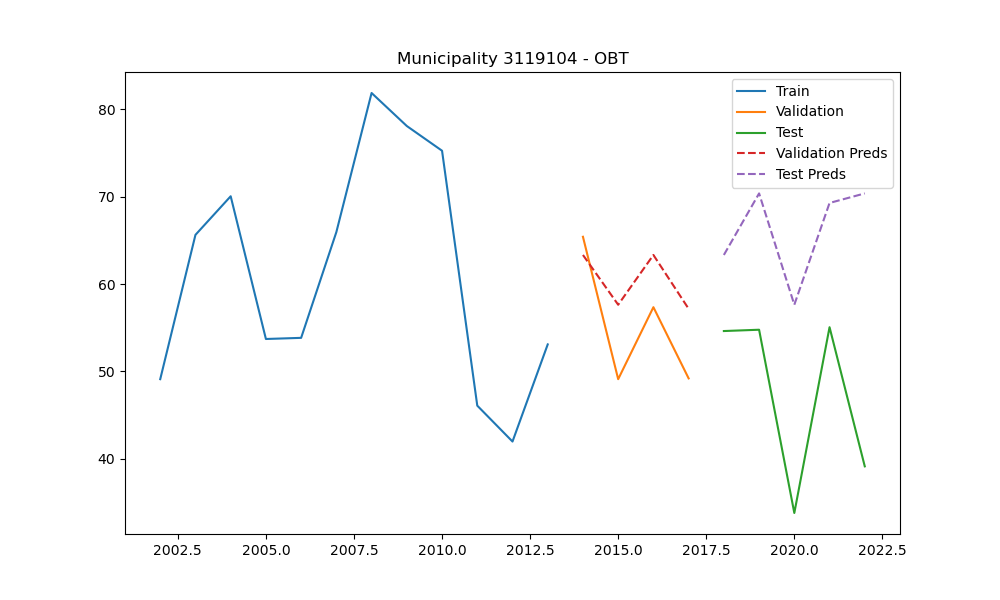 Municipality 3119104 - OBT
Train
Validation
Test
Validation Preds
Test Preds
80
70
60
50
40
2002.5 2005.0 2007.5 2010.0 2012.5 2015.0 2017.5 2020.0 2022.5